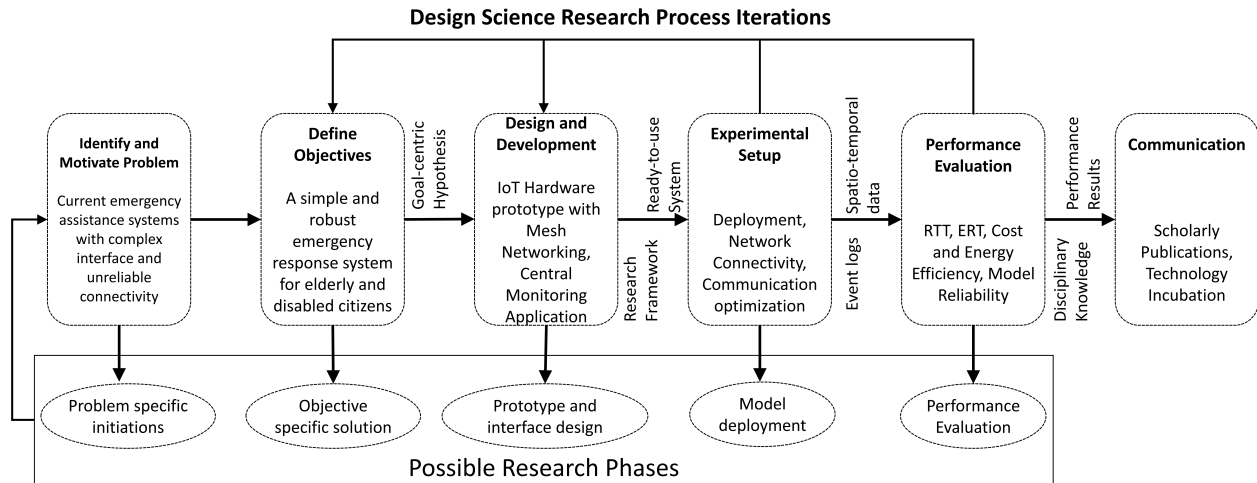 Design Science Research Process Iterations
Identify and
Motivate Problem
Current emergency
assistance systems
with complex
interface and
unreliable
connectivity
Define
Objectives
A simple and
robust
emergency
response system
for elderly and
disabled citizens
Goal-centric
Hypothesis
Design and
Development
IoT Hardware
prototype with
Mesh
Networking,
Central
Monitoring
Application
Ready-to-use
System
Research
Framework
Experimental
Setup
Deployment,
Network
Connectivity,
Communication
optimization
Spatio-temporal
data
Event logs
Performance
Evaluation
RTT, ERT, Cost
and Energy
Efficiency, Model
Reliability
Performance
Results
Disciplinary
Knowledge
Communication
Scholarly
Publications,
Technology
Incubation
Problem specific
initiations
Objective
specific solution
Prototype and
interface design
Model
deployment
Performance
Evaluation
Possible Research Phases